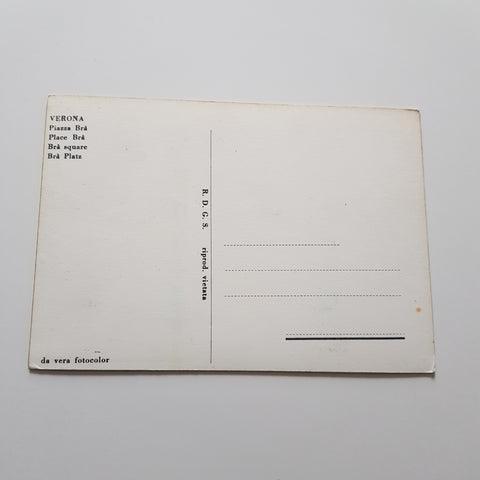 VERONA
Piazza Brà
Place Brà
Brà square
Brà Platz
R. D. G. S. riprod. vietata
da vera fotocolor